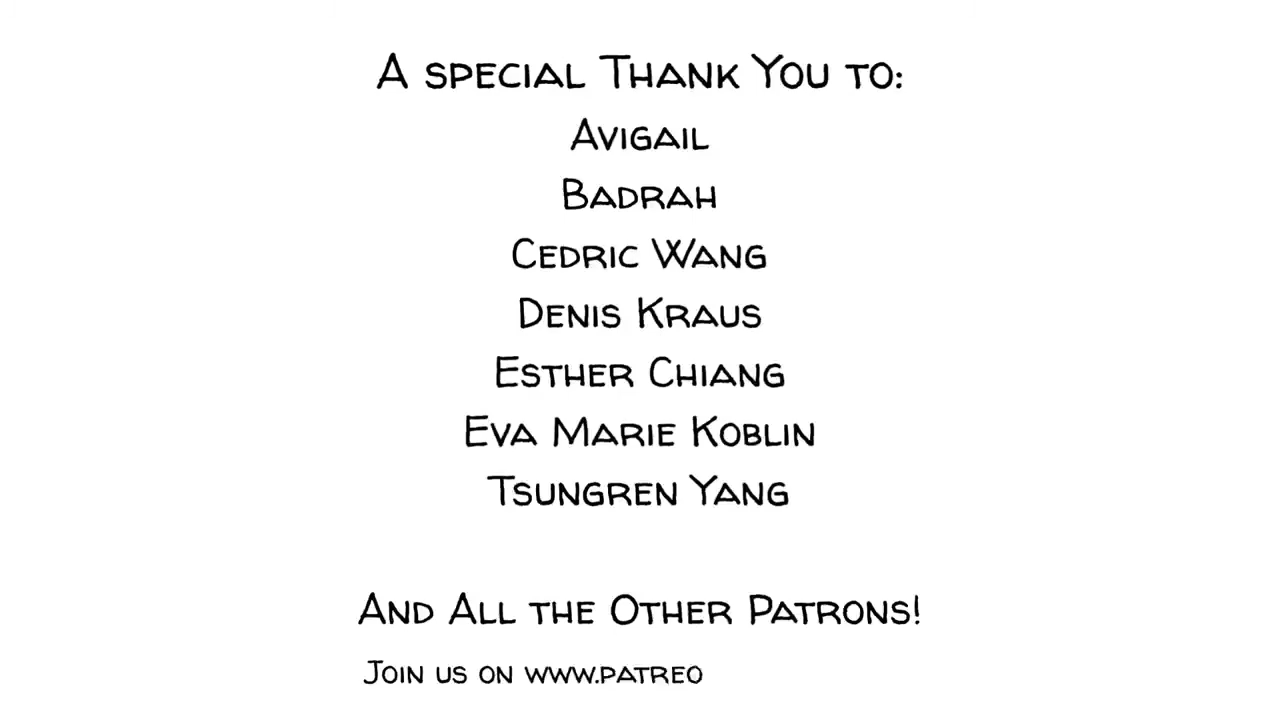 A special Thank You to:
Avigail
Badrah
Cedric Wang
Denis Kraus
Esther Chiang
Eva Marie Koblin
Tsungren Yang
And All the Other Patrons!
Join us on www.patreo